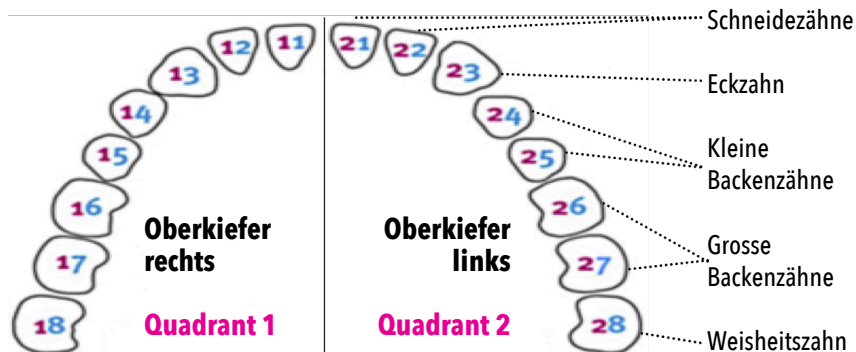 11 21
12 22
13 23
14 24
15 25
16 26
17 27
18 28
Oberkiefer
rechts
Quadrant 1
Oberkiefer
links
Quadrant 2
Schneidezähne
Eckzahn
Kleine
Backenzähne
Grosse
Backenzähne
Weisheitszahn